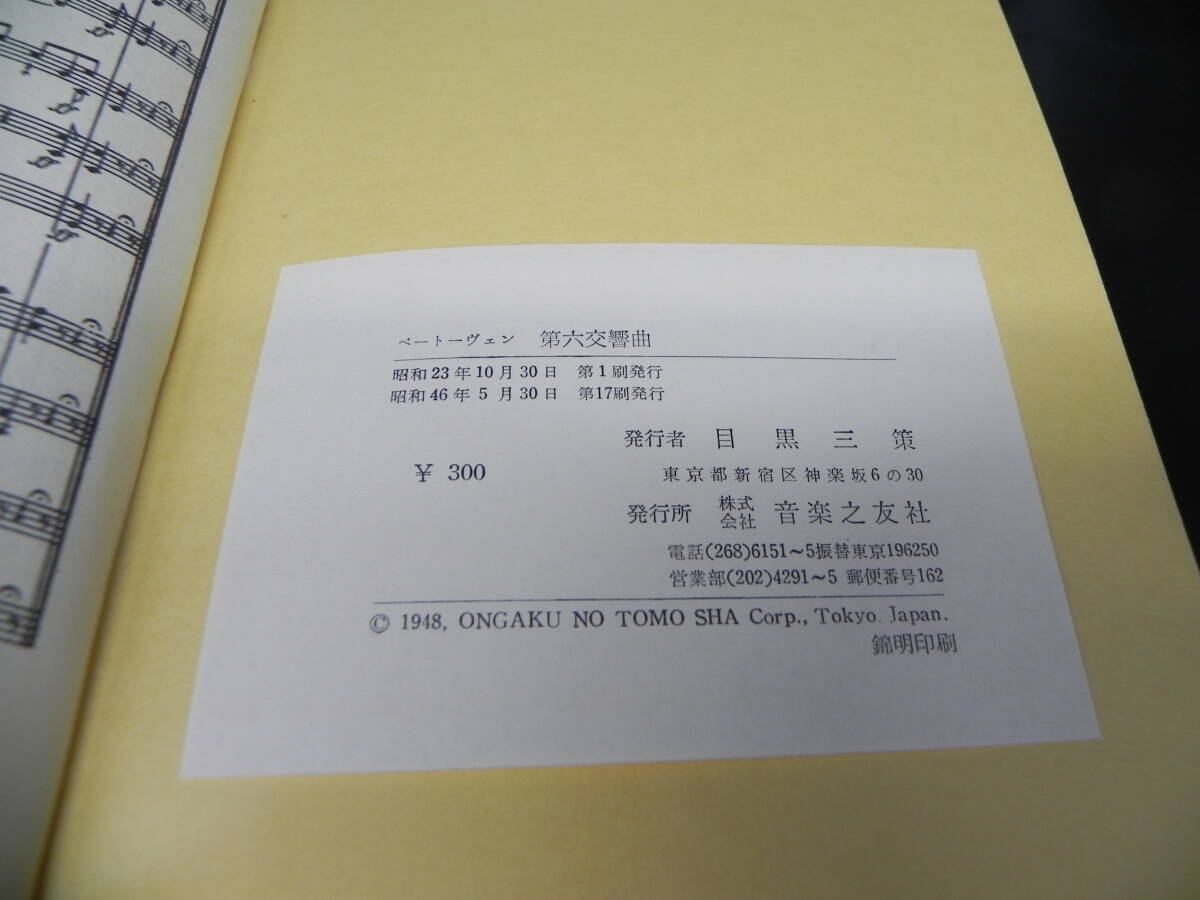 ベートーヴェン 第六交響曲
昭和23年10月30日 第1刷発行
昭和46年5月30日 第17刷発行
発行者 目黒三策
¥ 300
東京都新宿区神楽坂6の30
発行所 株式会社 音楽之友社
電話(268)6151～5振替東京196250
営業部(202)4291～5 郵便番号162
© 1948, ONGAKU NO TOMO SHA Corp., Tokyo. Japan.
錦明印刷